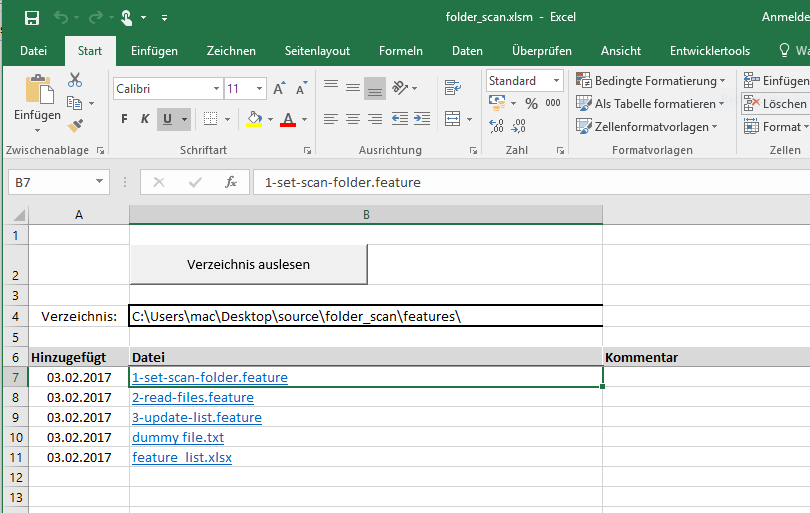 folder_scan.xlsm - Excel
Anmelde
Datei Start Einfügen Zeichnen Seitenlayout Formeln Daten Überprüfen Ansicht Entwicklertools Wa
Einfügen
Calibri 11
F K U
Standard
% 000
Bedingte Formatierung
Als Tabelle formatieren
Zellenformatvorlagen
Einfügen
Löschen
Format
Zwischenablage Schriftart Ausrichtung Zahl Formatvorlagen Zellen
B7 fx 1-set-scan-folder.feature
A B
1
2 Verzeichnis auslesen
3
4 Verzeichnis: C:\Users\mac\Desktop\source\folder_scan\features\
5
6 Hinzugefügt Datei Kommentar
7 03.02.2017 1-set-scan-folder.feature
8 03.02.2017 2-read-files.feature
9 03.02.2017 3-update-list.feature
10 03.02.2017 dummy file.txt
11 03.02.2017 feature_list.xlsx
12
13